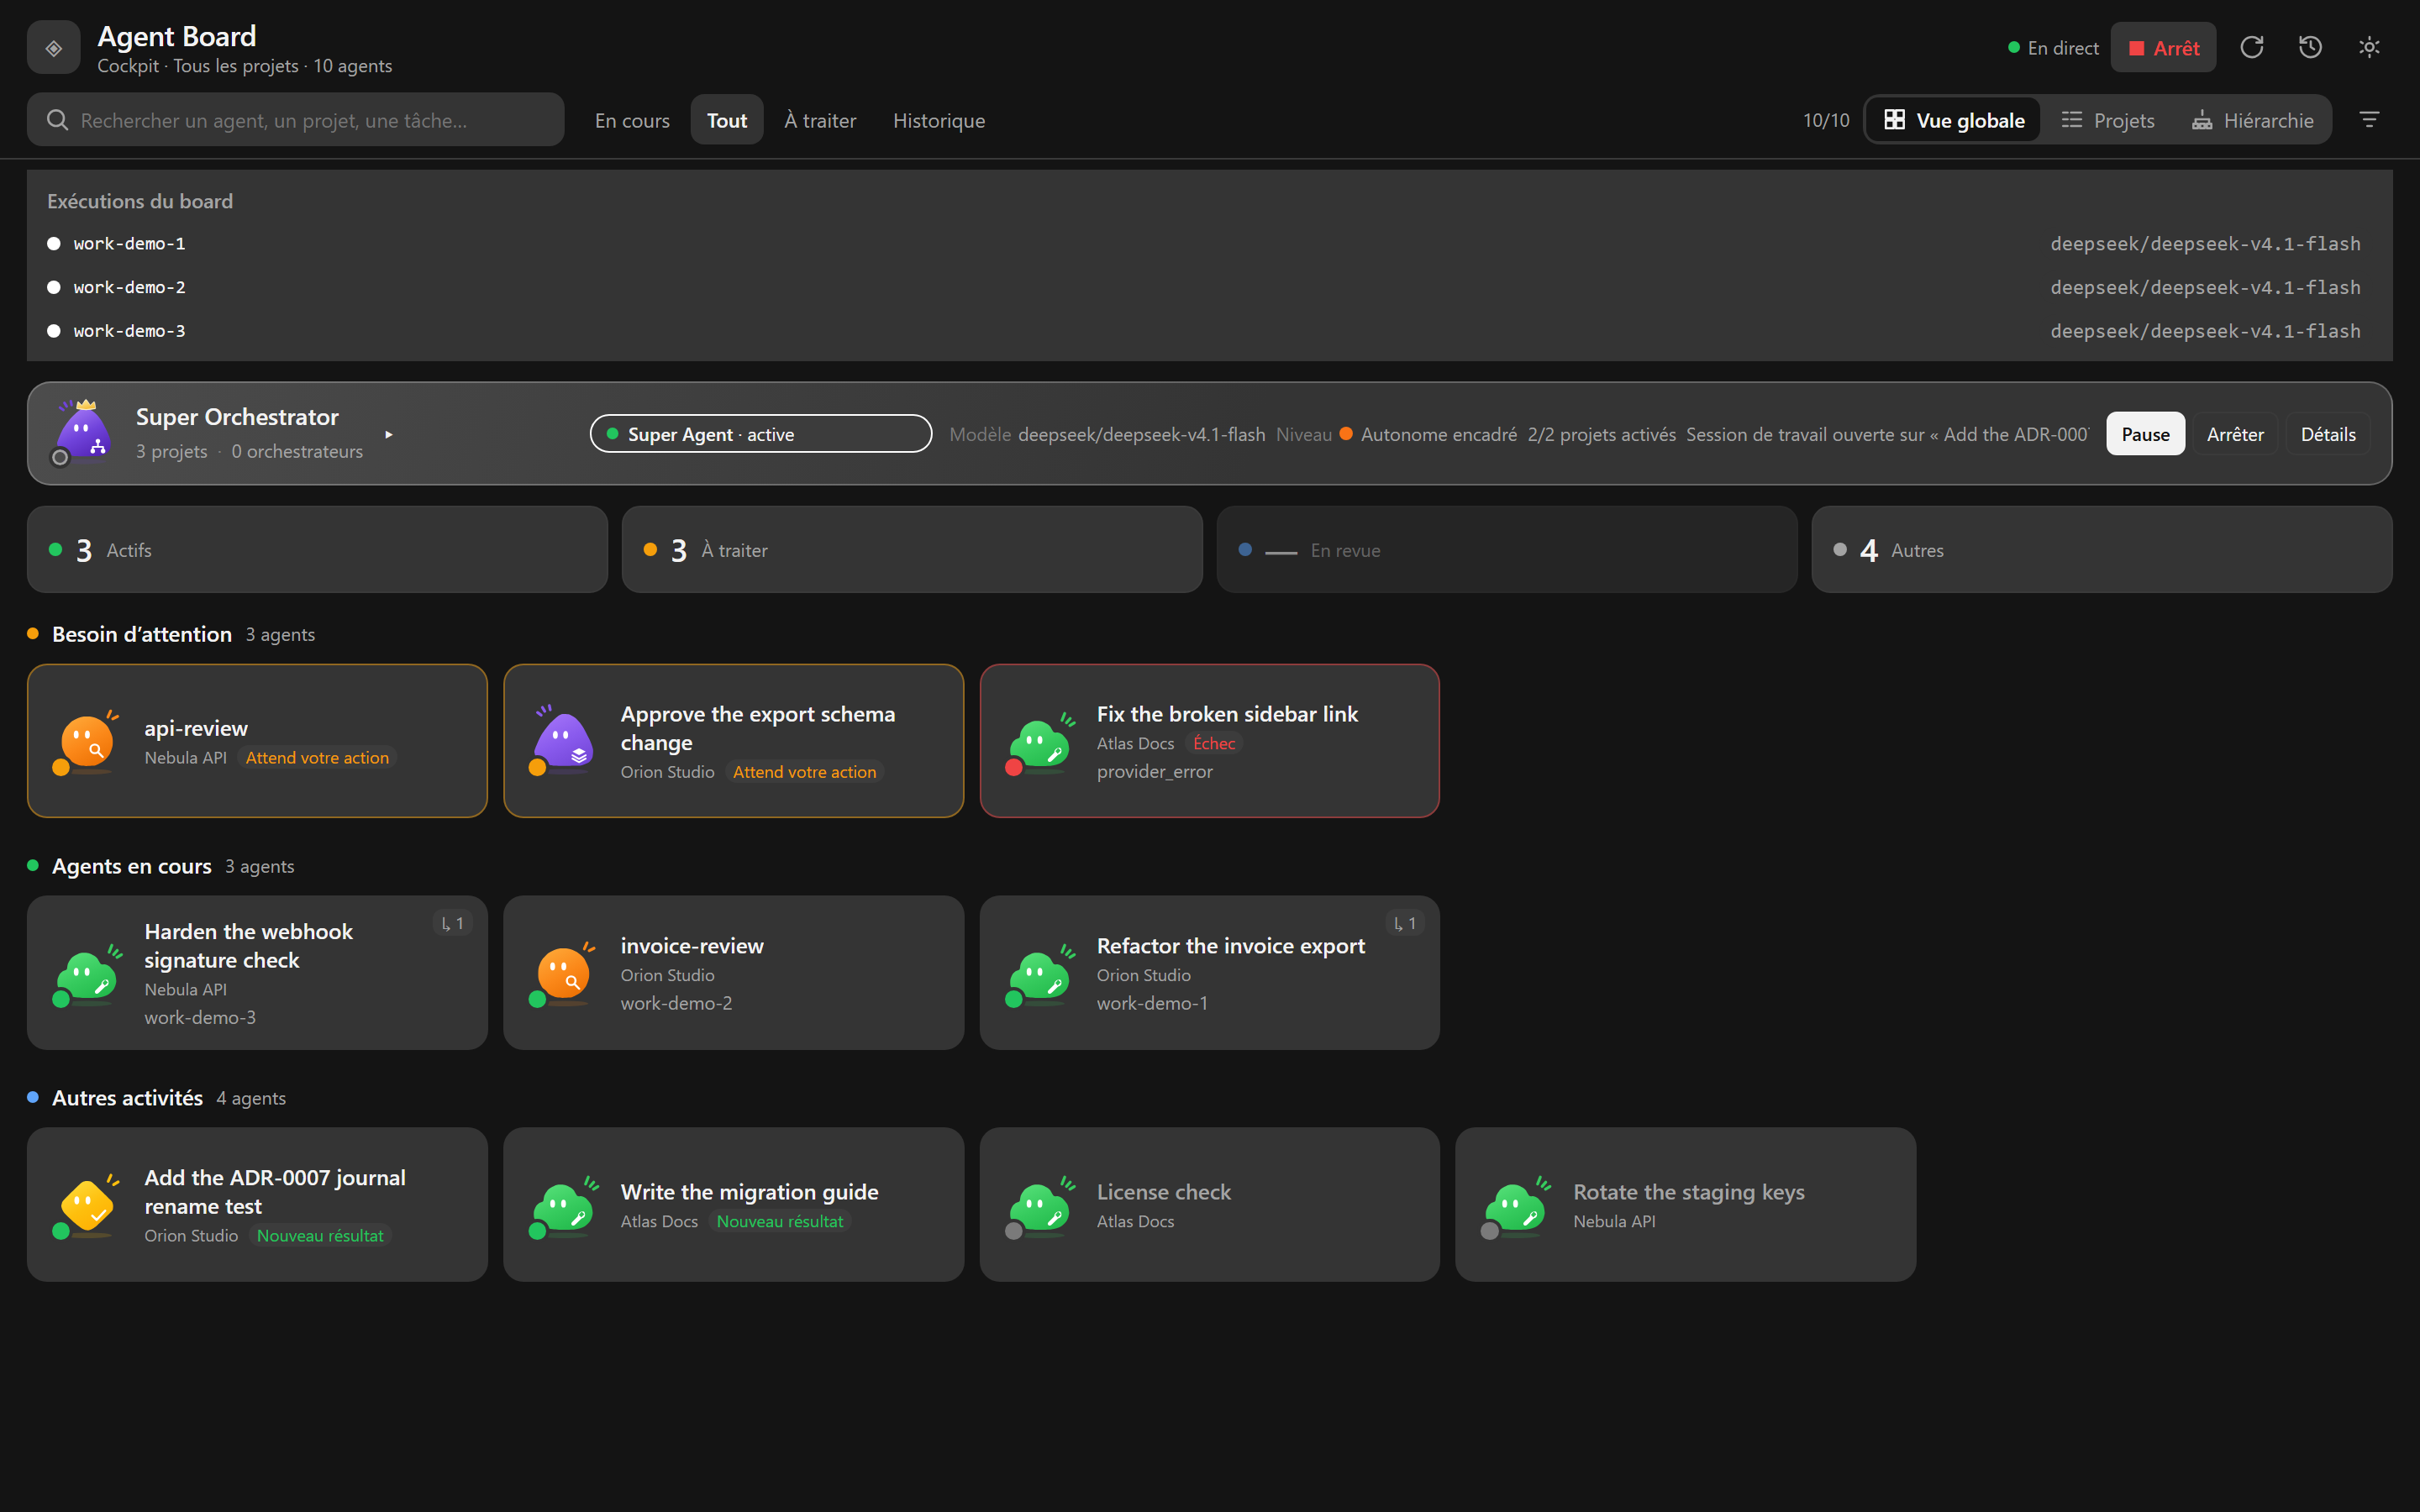 Agent Board
Cockpit · Tous les projets · 10 agents
En direct
Arrêt
Rechercher un agent, un projet, une tâche...
En cours
Tout
À traiter
Historique
10/10
Vue globale
Projets
Hiérarchie
Exécutions du board
work-demo-1 deepseek/deepseek-v4.1-flash
work-demo-2 deepseek/deepseek-v4.1-flash
work-demo-3 deepseek/deepseek-v4.1-flash
Super Orchestrator
3 projets · 0 orchestrateurs
Super Agent · active
Modèle deepseek/deepseek-v4.1-flash Niveau Autonome encadré 2/2 projets activés Session de travail ouverte sur « Add the ADR-000
Pause
Arrêter
Détails
3 Actifs
3 À traiter
— En revue
4 Autres
Besoin d’attention 3 agents
api-review
Nebula API Attend votre action
Approve the export schema
change
Orion Studio Attend votre action
Fix the broken sidebar link
Atlas Docs Échec
provider_error
Agents en cours 3 agents
Harden the webhook
signature check
Nebula API
work-demo-3
1
invoice-review
Orion Studio
work-demo-2
Refactor the invoice export
Orion Studio
work-demo-1
1
Autres activités 4 agents
Add the ADR-0007 journal
rename test
Orion Studio Nouveau résultat
Write the migration guide
Atlas Docs Nouveau résultat
License check
Atlas Docs
Rotate the staging keys
Nebula API